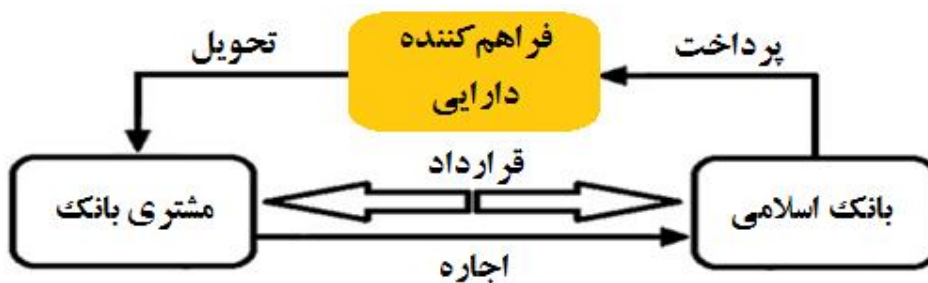 پرداخت
فراهم‌کننده
دارایی
تحویل
قرارداد
بانک اسلامی
مشتری بانک
اجاره